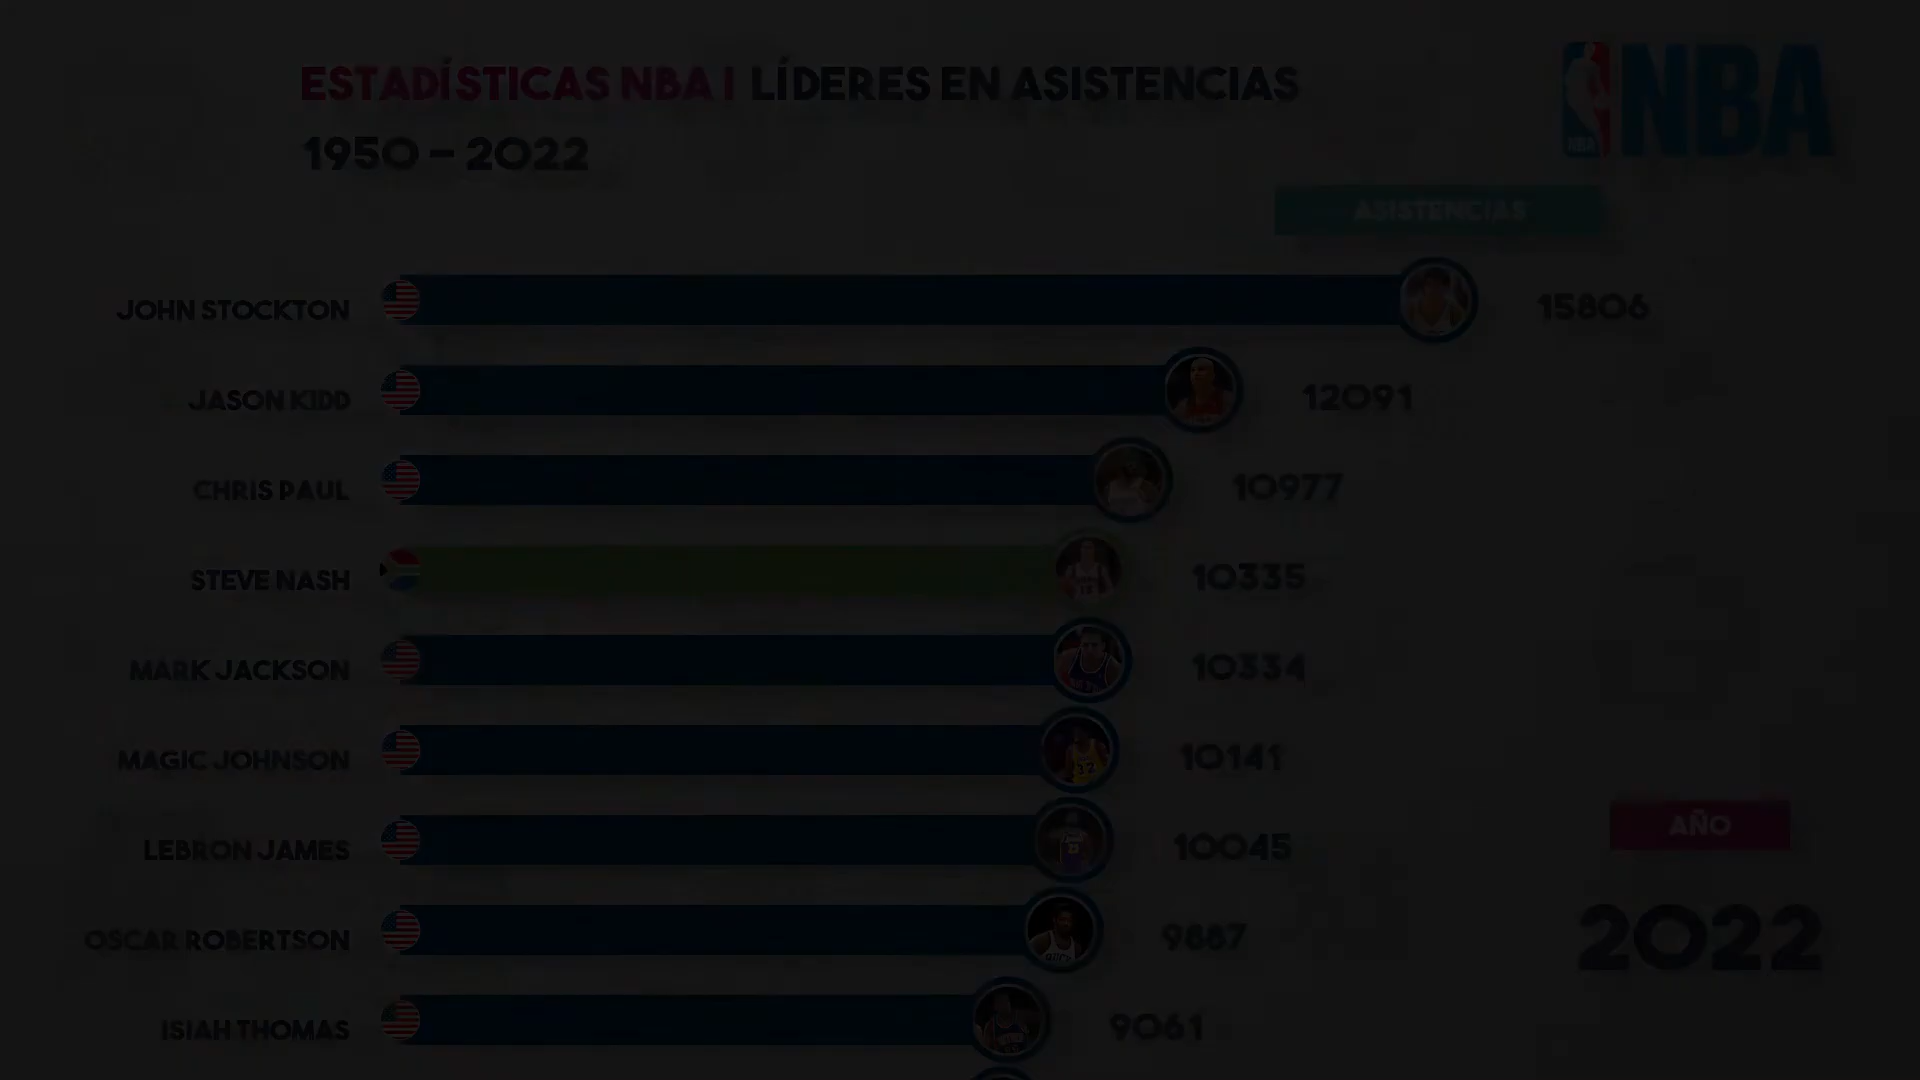 ESTADÍSTICAS NBA | LÍDERES EN ASISTENCIAS
1950 – 2022
NBA
NBA
ASISTENCIAS
JOHN STOCKTON 15806
JASON KIDD 12091
CHRIS PAUL 10977
STEVE NASH 10335
MARK JACKSON 10334
MAGIC JOHNSON 10141
LEBRON JAMES 10045
OSCAR ROBERTSON 9887
ISIAH THOMAS 9061
AÑO
2022